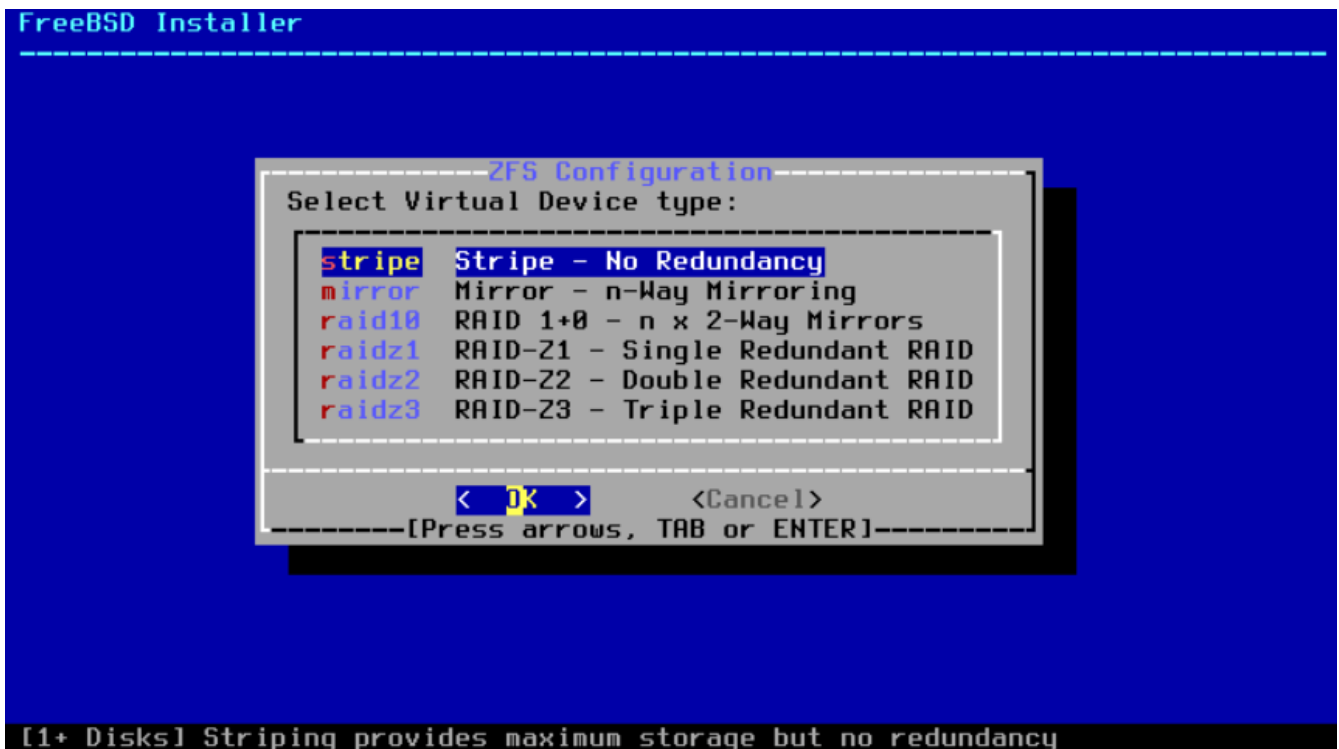 FreeBSD Installer
ZFS Configuration
Select Virtual Device type:
stripe Stripe - No Redundancy
mirror Mirror - n-Way Mirroring
raid10 RAID 1+0 - n x 2-Way Mirrors
raidz1 RAID-Z1 - Single Redundant RAID
raidz2 RAID-Z2 - Double Redundant RAID
raidz3 RAID-Z3 - Triple Redundant RAID
< OK > <Cancel>
[Press arrows, TAB or ENTER]
[1+ Disks] Striping provides maximum storage but no redundancy